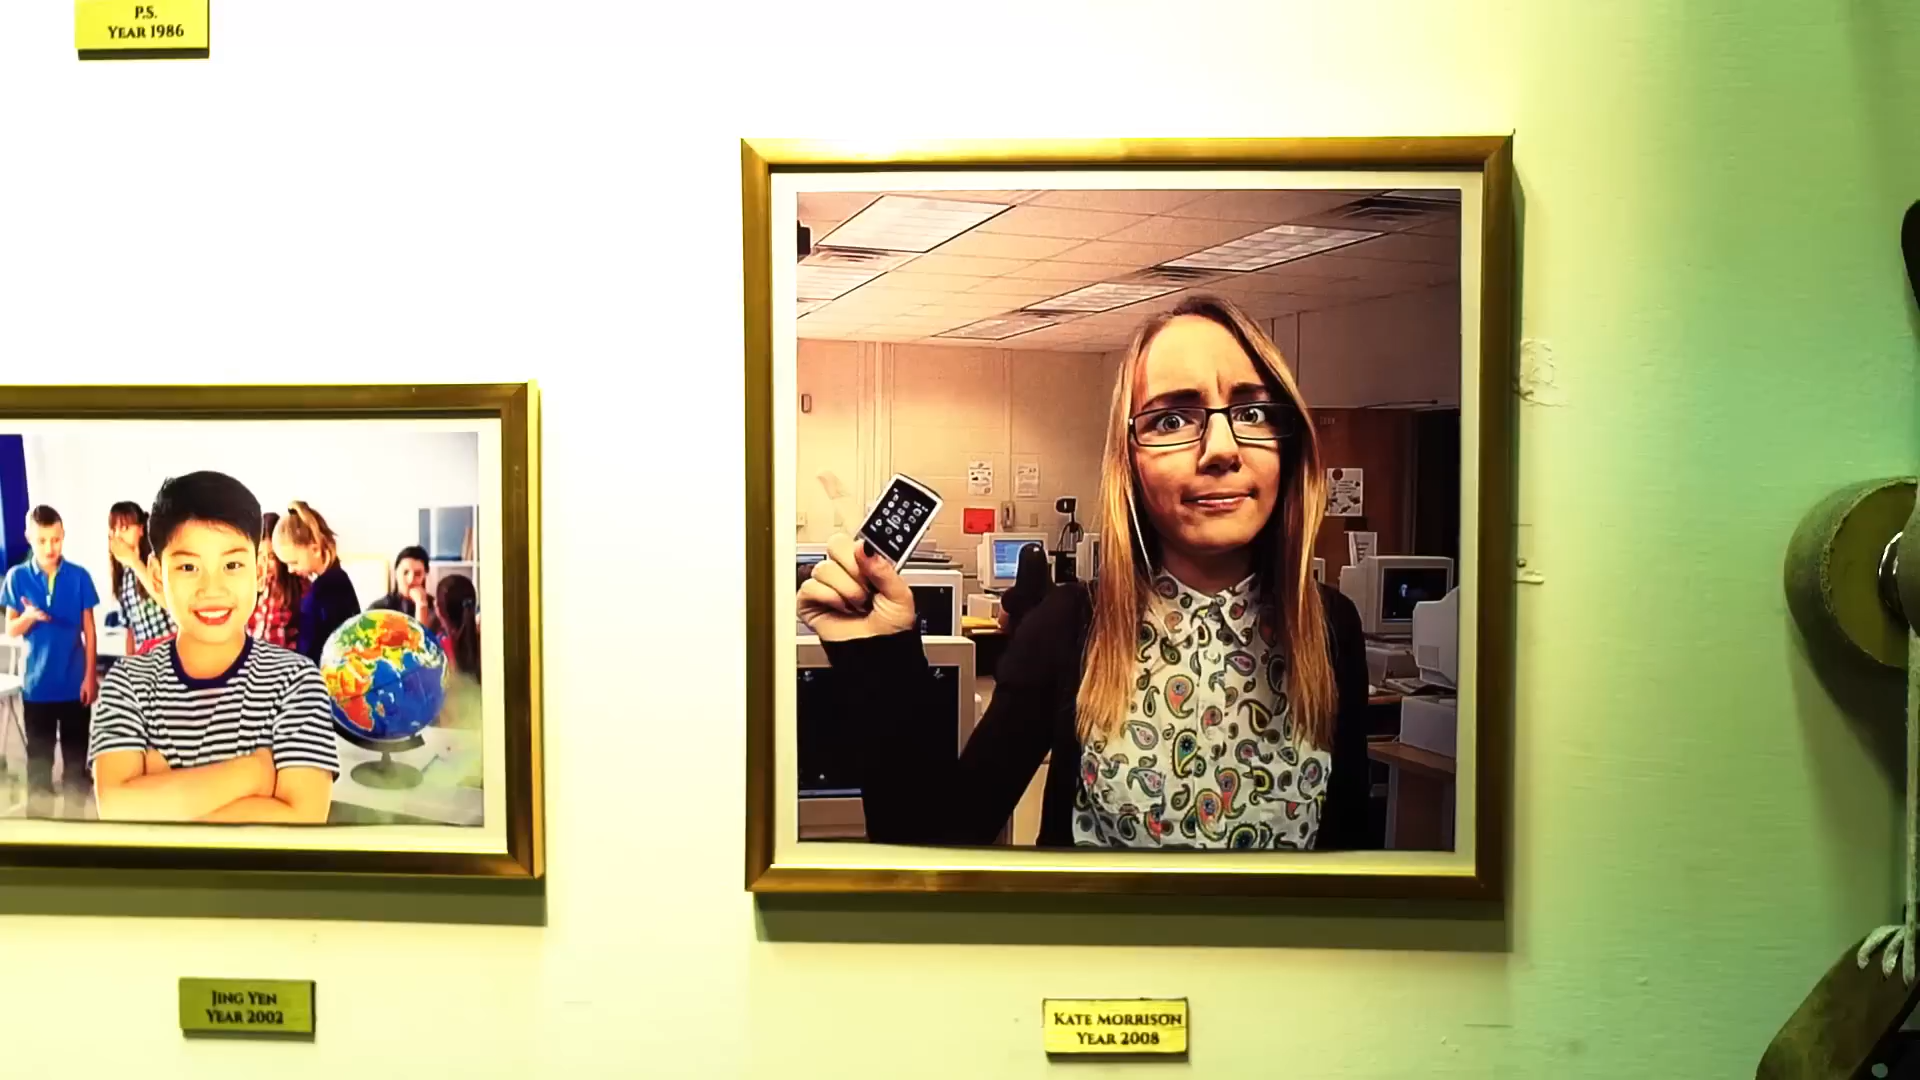 P.S.
YEAR 1986
JING YEN
YEAR 2002
KATE MORRISON
YEAR 2008